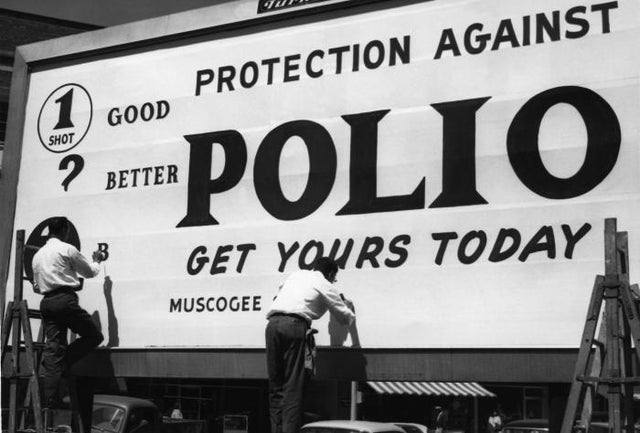 PROTECTION AGAINST
1 SHOT GOOD
? BETTER
POLIO
B
GET YOURS TODAY
MUSCOGEE